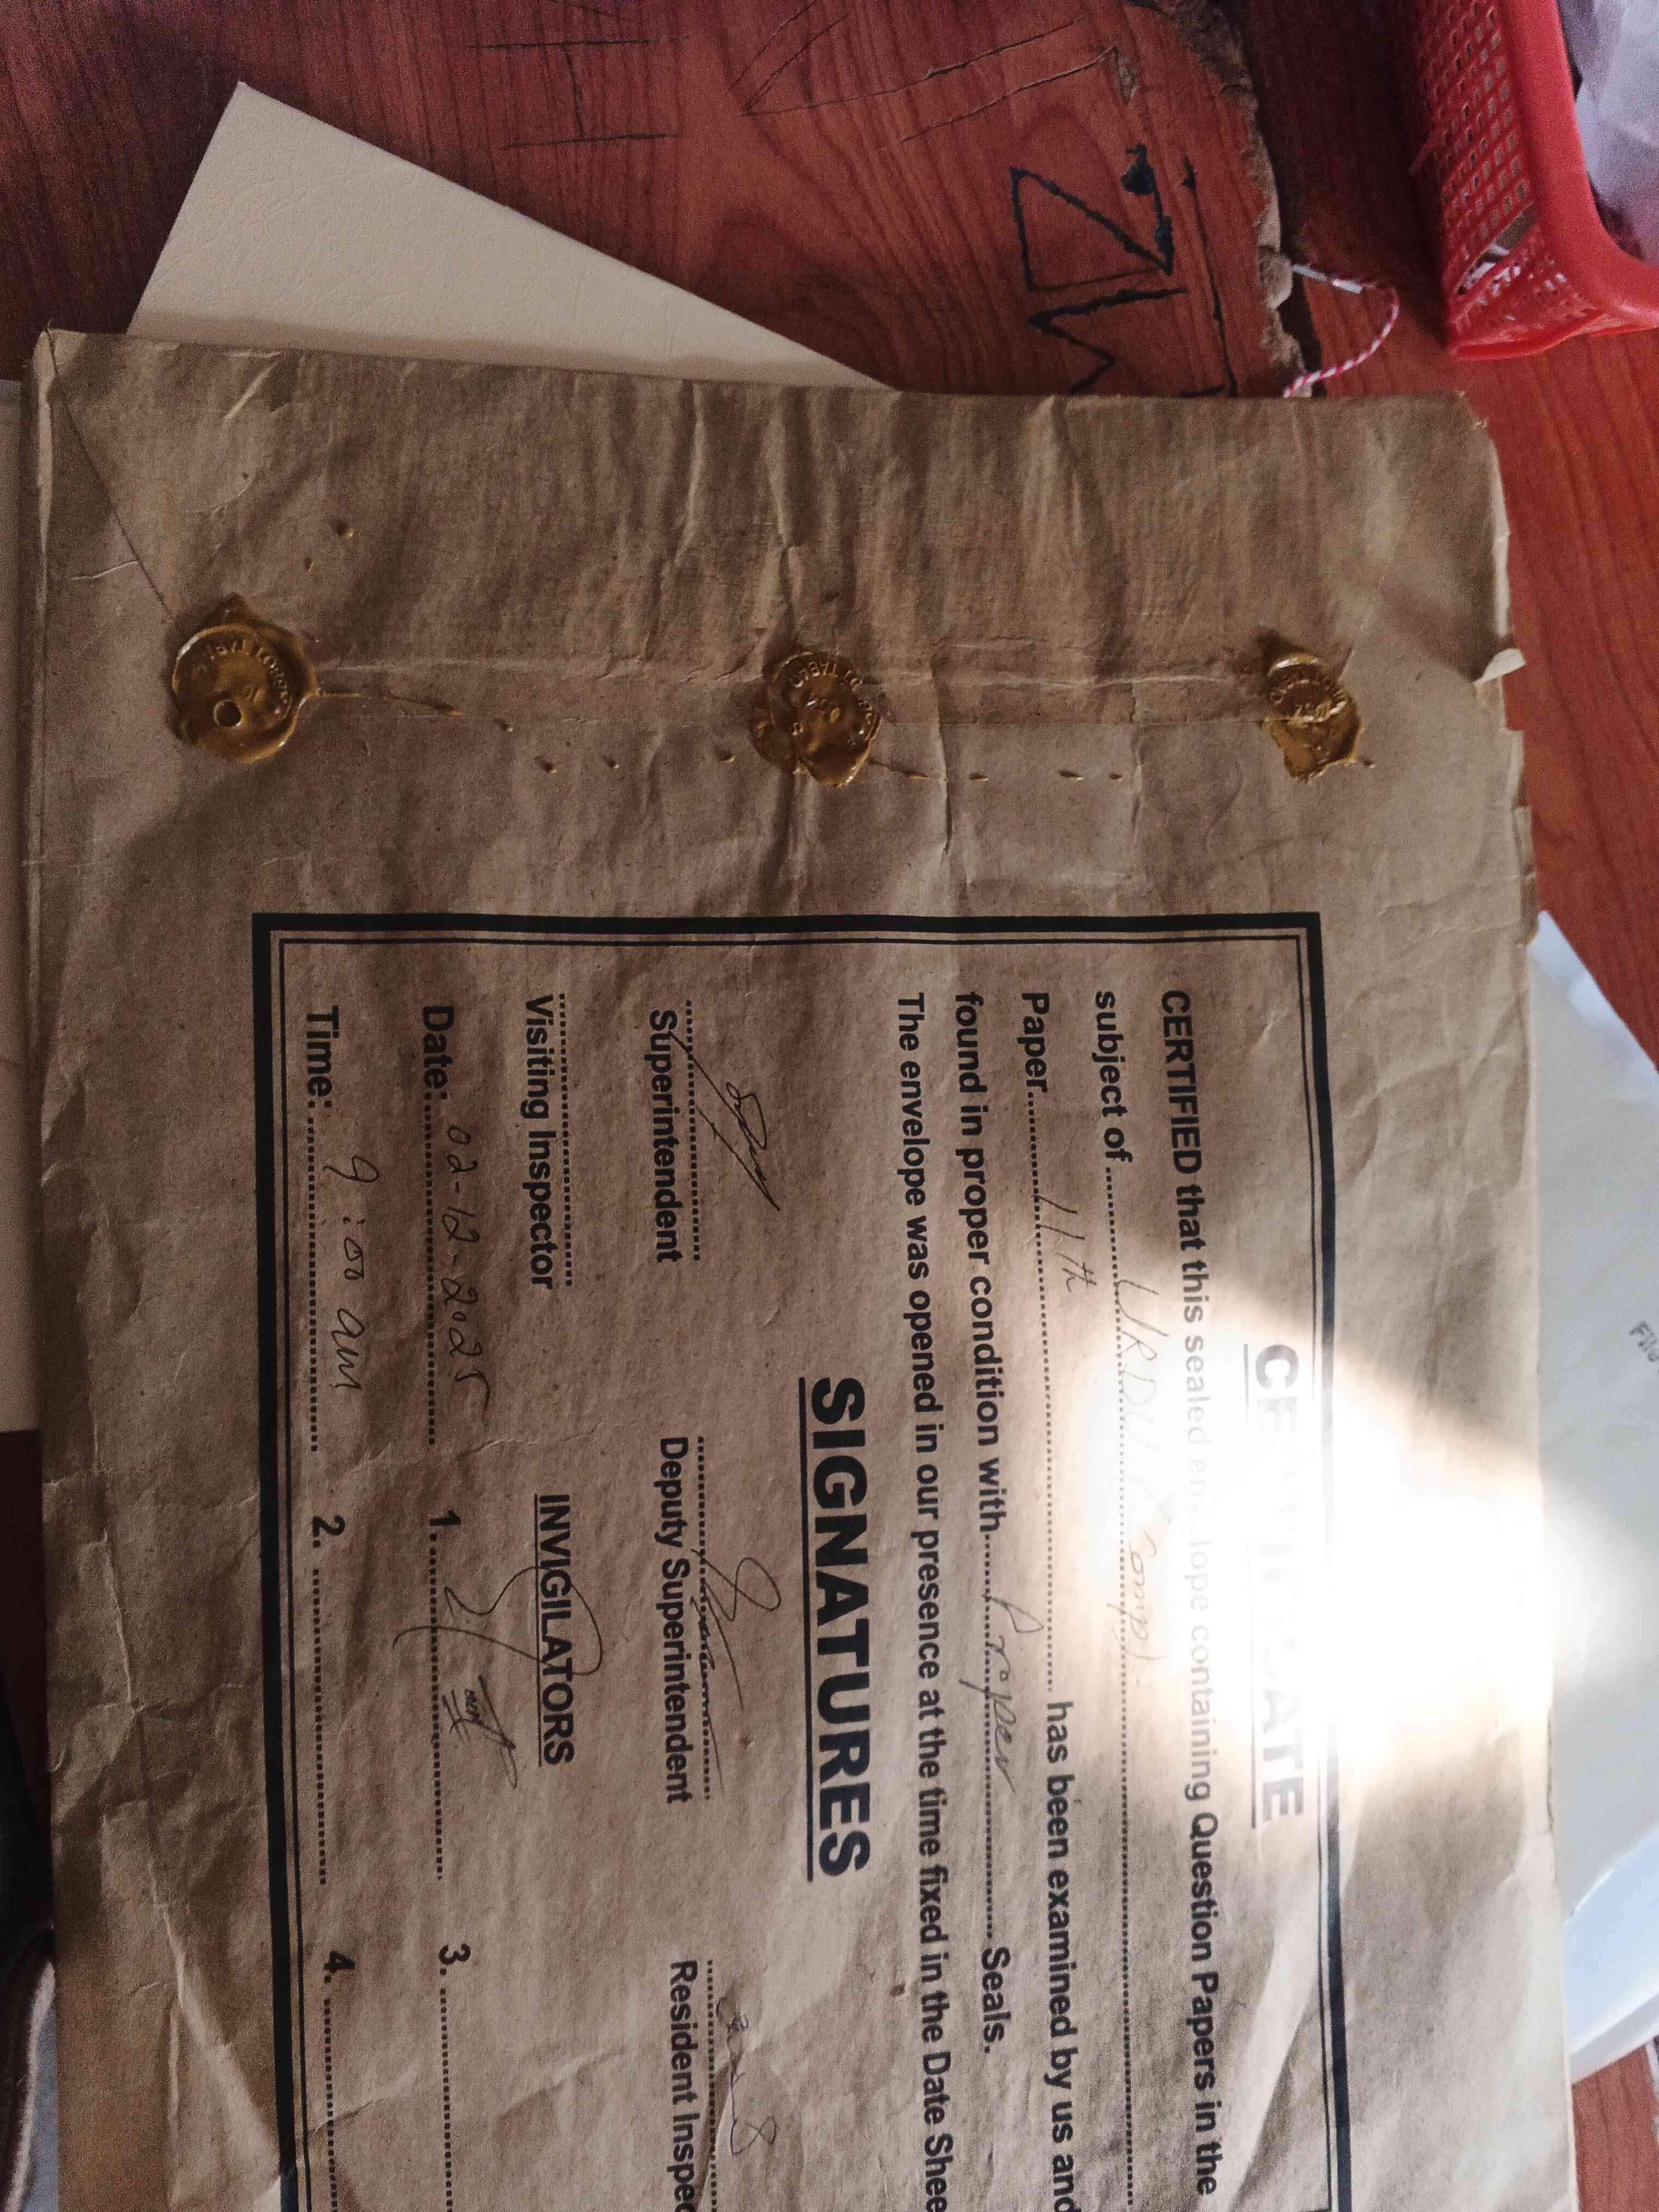 CERTIFICATE
CERTIFIED that this sealed envelope containing Question Papers in the
subject of ........ URDU (Comp)
Paper ........ 11th ........ has been examined by us and
found in proper condition with ........ Proper ........ Seals.
The envelope was opened in our presence at the time fixed in the Date Shee
SIGNATURES
Superintendent Deputy Superintendent Resident Inspec
Visiting Inspector INVIGILATORS
Date: 02-12-2025 1. 3.
Time: 9:00 am 2. 4.